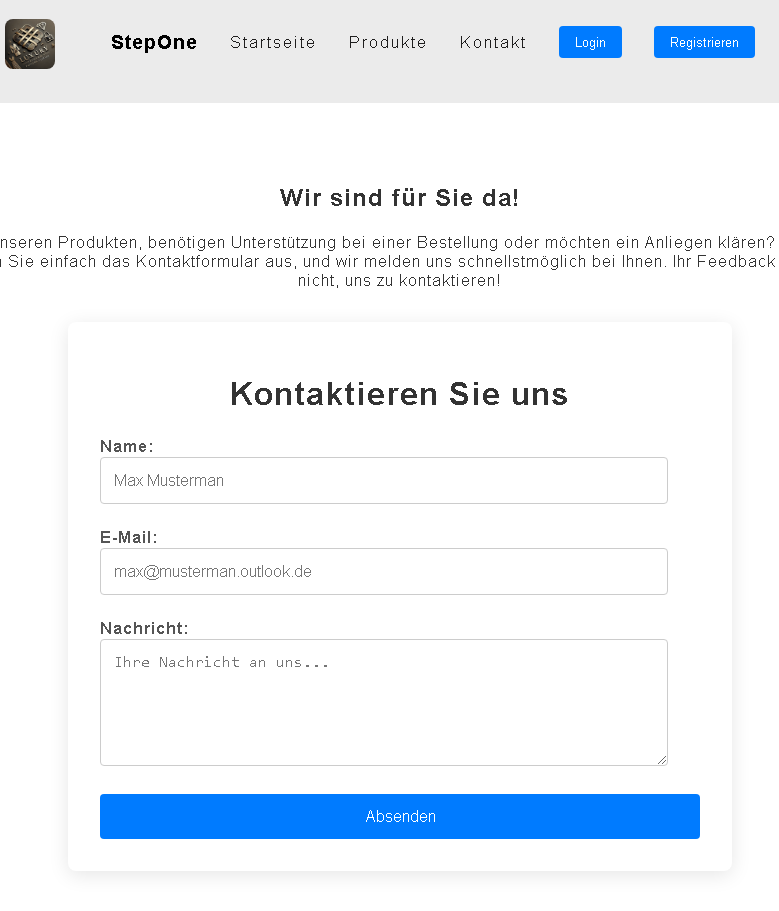 StepOne Startseite Produkte Kontakt Login Registrieren
Wir sind für Sie da!
nseren Produkten, benötigen Unterstützung bei einer Bestellung oder möchten ein Anliegen klären?
Sie einfach das Kontaktformular aus, und wir melden uns schnellstmöglich bei Ihnen. Ihr Feedback
nicht, uns zu kontaktieren!
Kontaktieren Sie uns
Name:
Max Musterman
E-Mail:
max@musterman.outlook.de
Nachricht:
Ihre Nachricht an uns...
Absenden